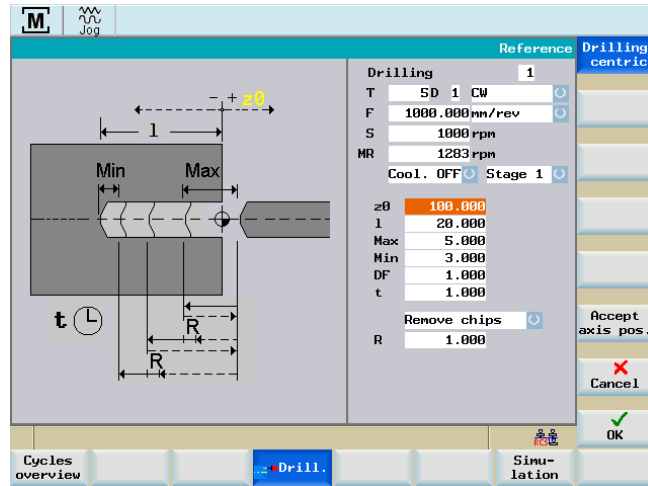 M
Jog
Reference
Drilling centric
Drilling 1
T 5 D 1 CW
F 1000.000 mm/rev
S 1000 rpm
MR 1283 rpm
Cool. OFF Stage 1
z0 100.000
l 20.000
Max 5.000
Min 3.000
DF 1.000
t 1.000
Remove chips
R 1.000
- + z0
l
Min Max
t
R
R
Accept axis pos.
Cancel
OK
RCS
Cycles overview
Drill.
Simu-
lation